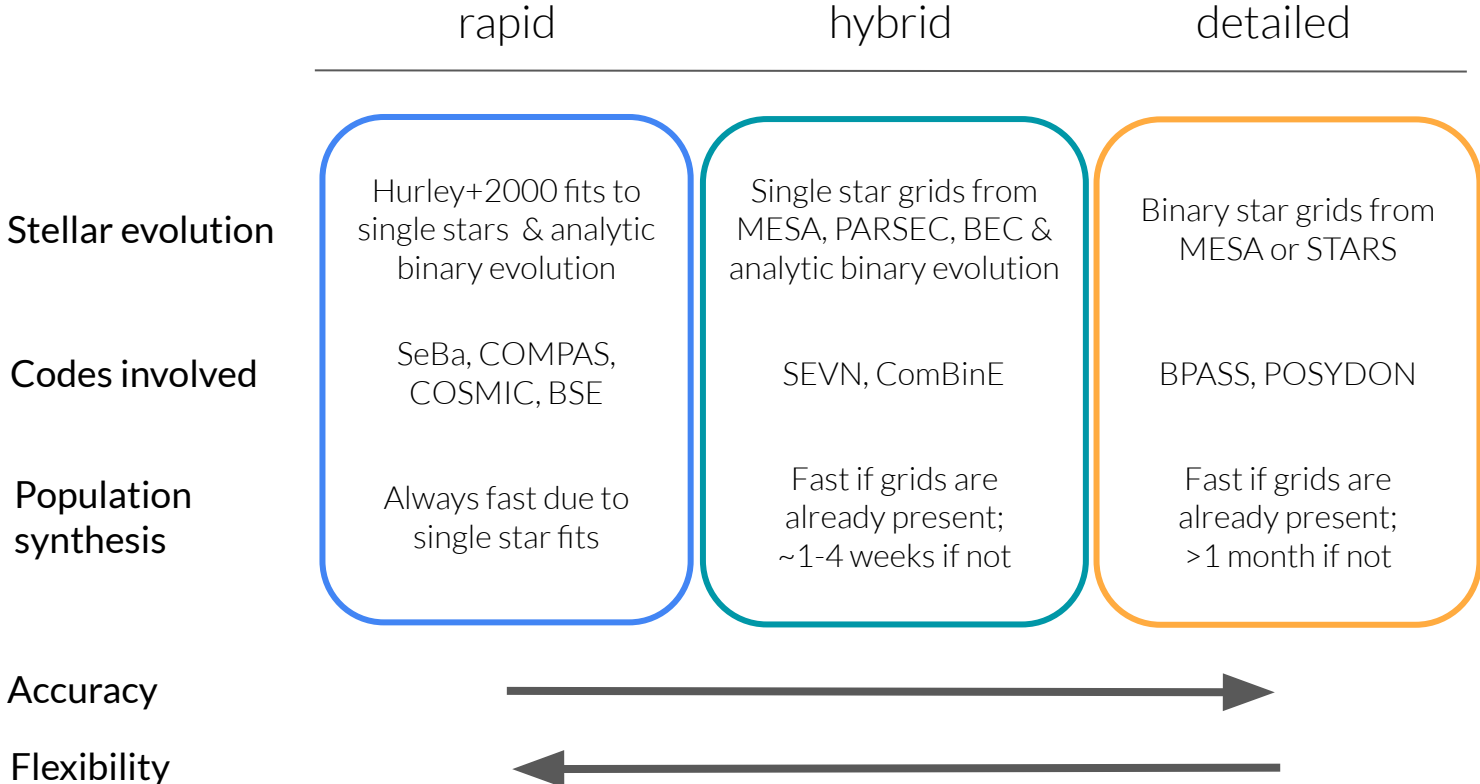 rapid hybrid detailed
Stellar evolution
Hurley+2000 fits to
single stars & analytic
binary evolution
Single star grids from
MESA, PARSEC, BEC &
analytic binary evolution
Binary star grids from
MESA or STARS
Codes involved
SeBa, COMPAS,
COSMIC, BSE
SEVN, ComBinE
BPASS, POSYDON
Population
synthesis
Always fast due to
single star fits
Fast if grids are
already present;
~1-4 weeks if not
Fast if grids are
already present;
>1 month if not
Accuracy
Flexibility